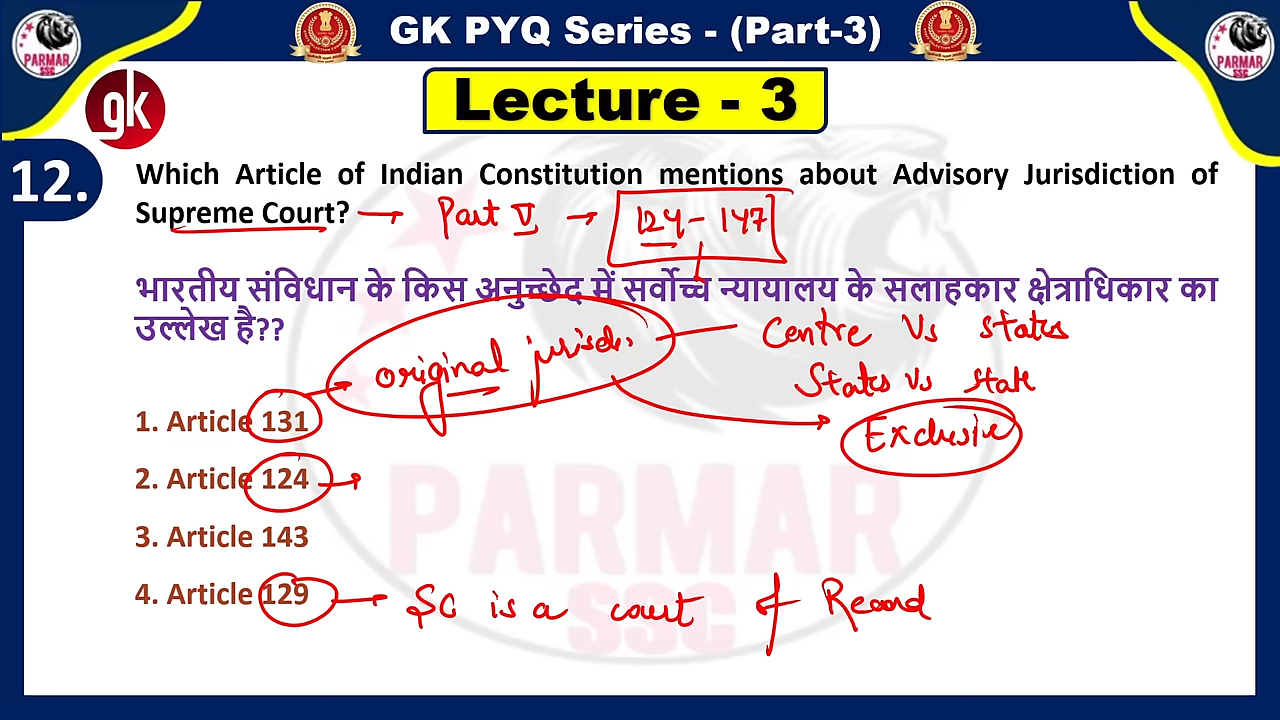 GK PYQ Series - (Part-3)
PARMAR
SSC
PARMAR
SSC
gk
Lecture - 3
12.
Which Article of Indian Constitution mentions about Advisory Jurisdiction of
Supreme Court? → Part V → 124 - 147
भारतीय संविधान के किस अनुच्छेद में सर्वोच्च न्यायालय के सलाहकार क्षेत्राधिकार का
उल्लेख है??
original jurisdn.
Centre Vs States
States Vs State
Exclusive
1. Article 131
2. Article 124
3. Article 143
4. Article 129 → SC is a court of Record
PARMAR
SSC